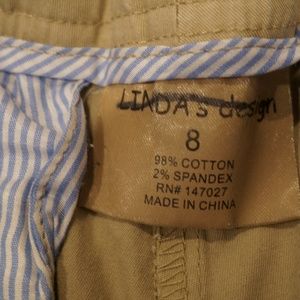 LINDA's design
8
98% COTTON
2% SPANDEX
RN# 147027
MADE IN CHINA